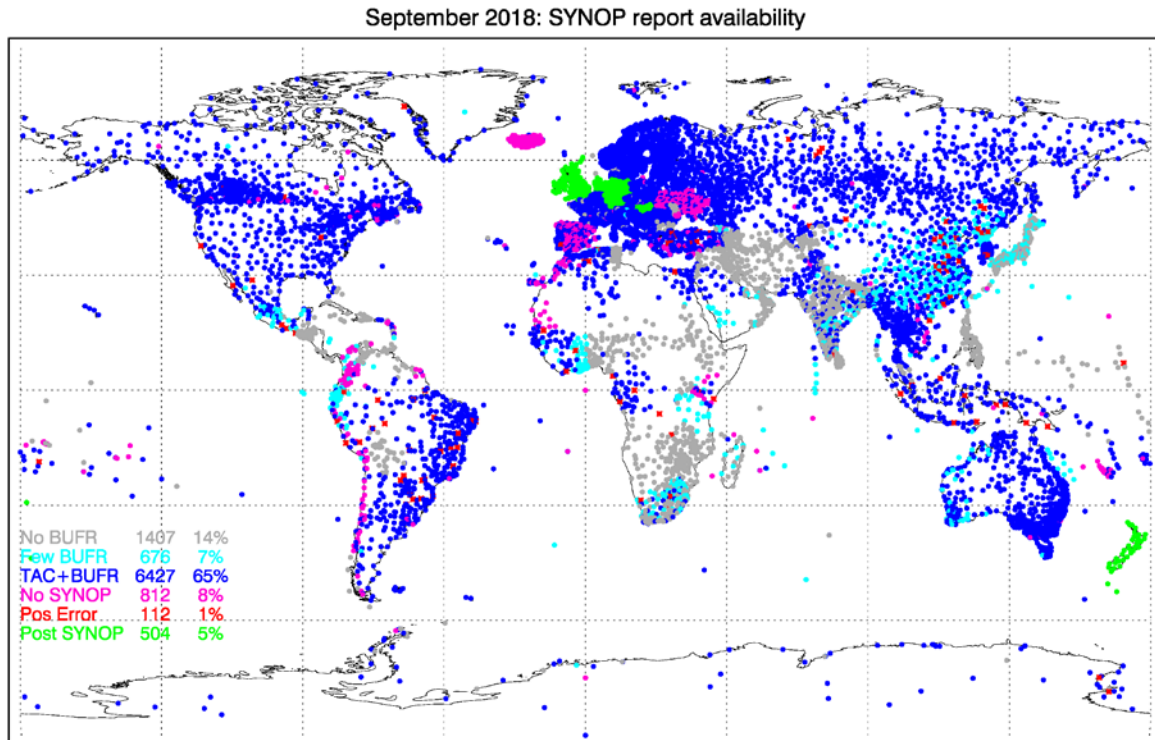 September 2018: SYNOP report availability
No BUFR 1407 14%
Few BUFR 676 7%
TAC+BUFR 6427 65%
No SYNOP 812 8%
Pos Error 112 1%
Post SYNOP 504 5%